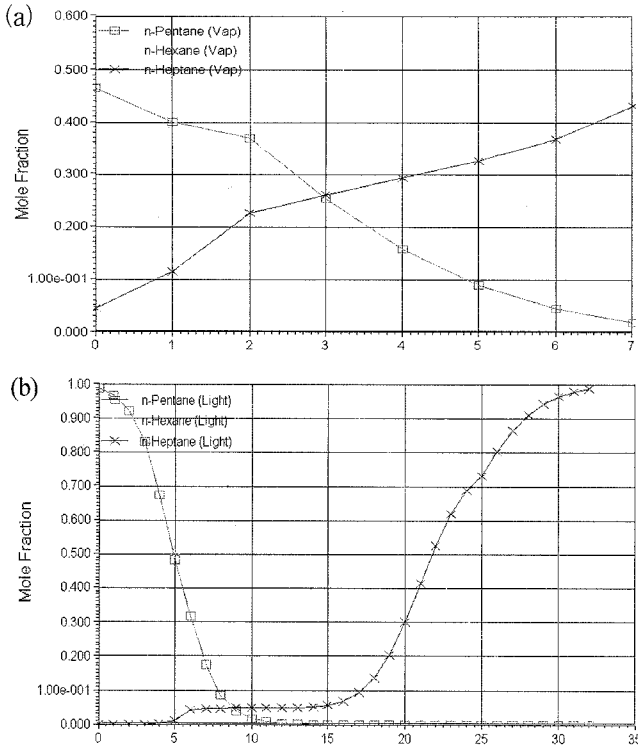 (a)
0.600
n-Pentane (Vap)
n-Hexane (Vap)
n-Heptane (Vap)
0.500
0.400
0.300
0.200
1.00e-001
0.000
Mole Fraction
0 1 2 3 4 5 6 7
(b)
1.00
n-Pentane (Light)
n-Hexane (Light)
n-Heptane (Light)
0.900
0.800
0.700
0.600
0.500
0.400
0.300
0.200
1.00e-001
0.000
Mole Fraction
0 5 10 15 20 25 30 35